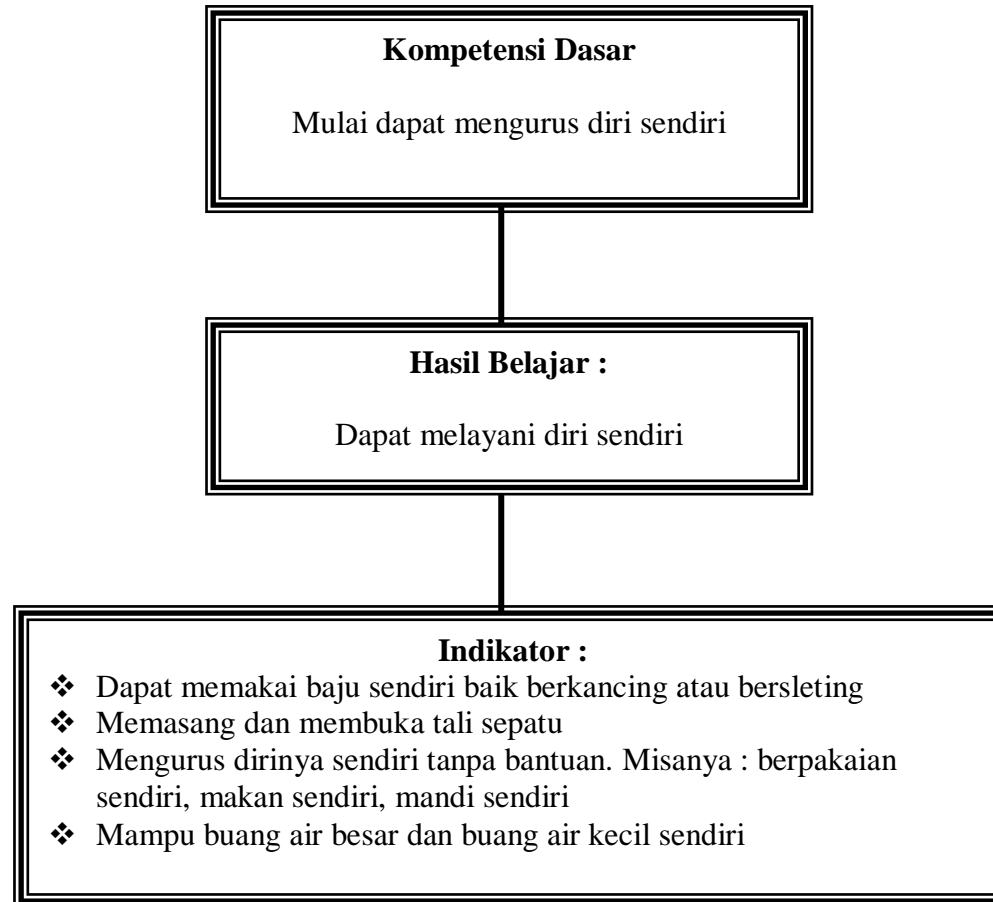 Kompetensi Dasar
Mulai dapat mengurus diri sendiri
Hasil Belajar :
Dapat melayani diri sendiri
Indikator :
❖ Dapat memakai baju sendiri baik berkancing atau bersleting
❖ Memasang dan membuka tali sepatu
❖ Mengurus dirinya sendiri tanpa bantuan. Misanya : berpakaian
sendiri, makan sendiri, mandi sendiri
❖ Mampu buang air besar dan buang air kecil sendiri